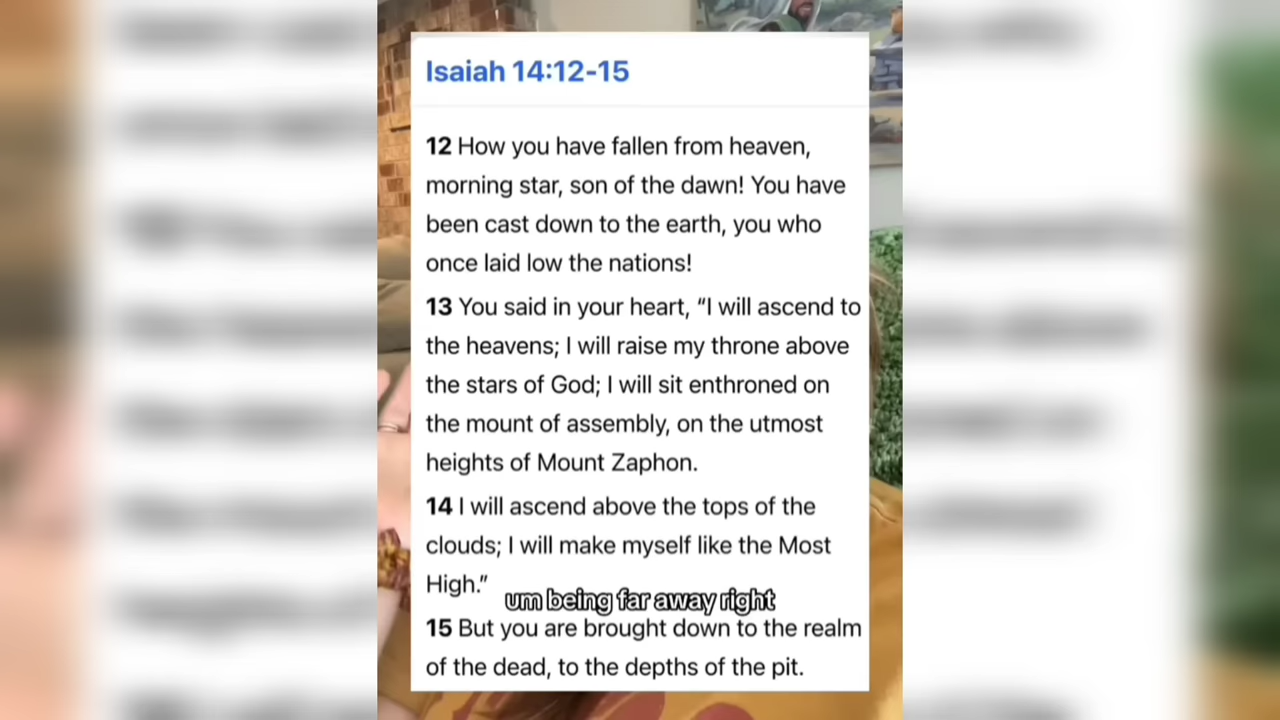 Isaiah 14:12-15
12 How you have fallen from heaven,
morning star, son of the dawn! You have
been cast down to the earth, you who
once laid low the nations!
13 You said in your heart, “I will ascend to
the heavens; I will raise my throne above
the stars of God; I will sit enthroned on
the mount of assembly, on the utmost
heights of Mount Zaphon.
14 I will ascend above the tops of the
clouds; I will make myself like the Most
High.”
um being far away right
15 But you are brought down to the realm
of the dead, to the depths of the pit.